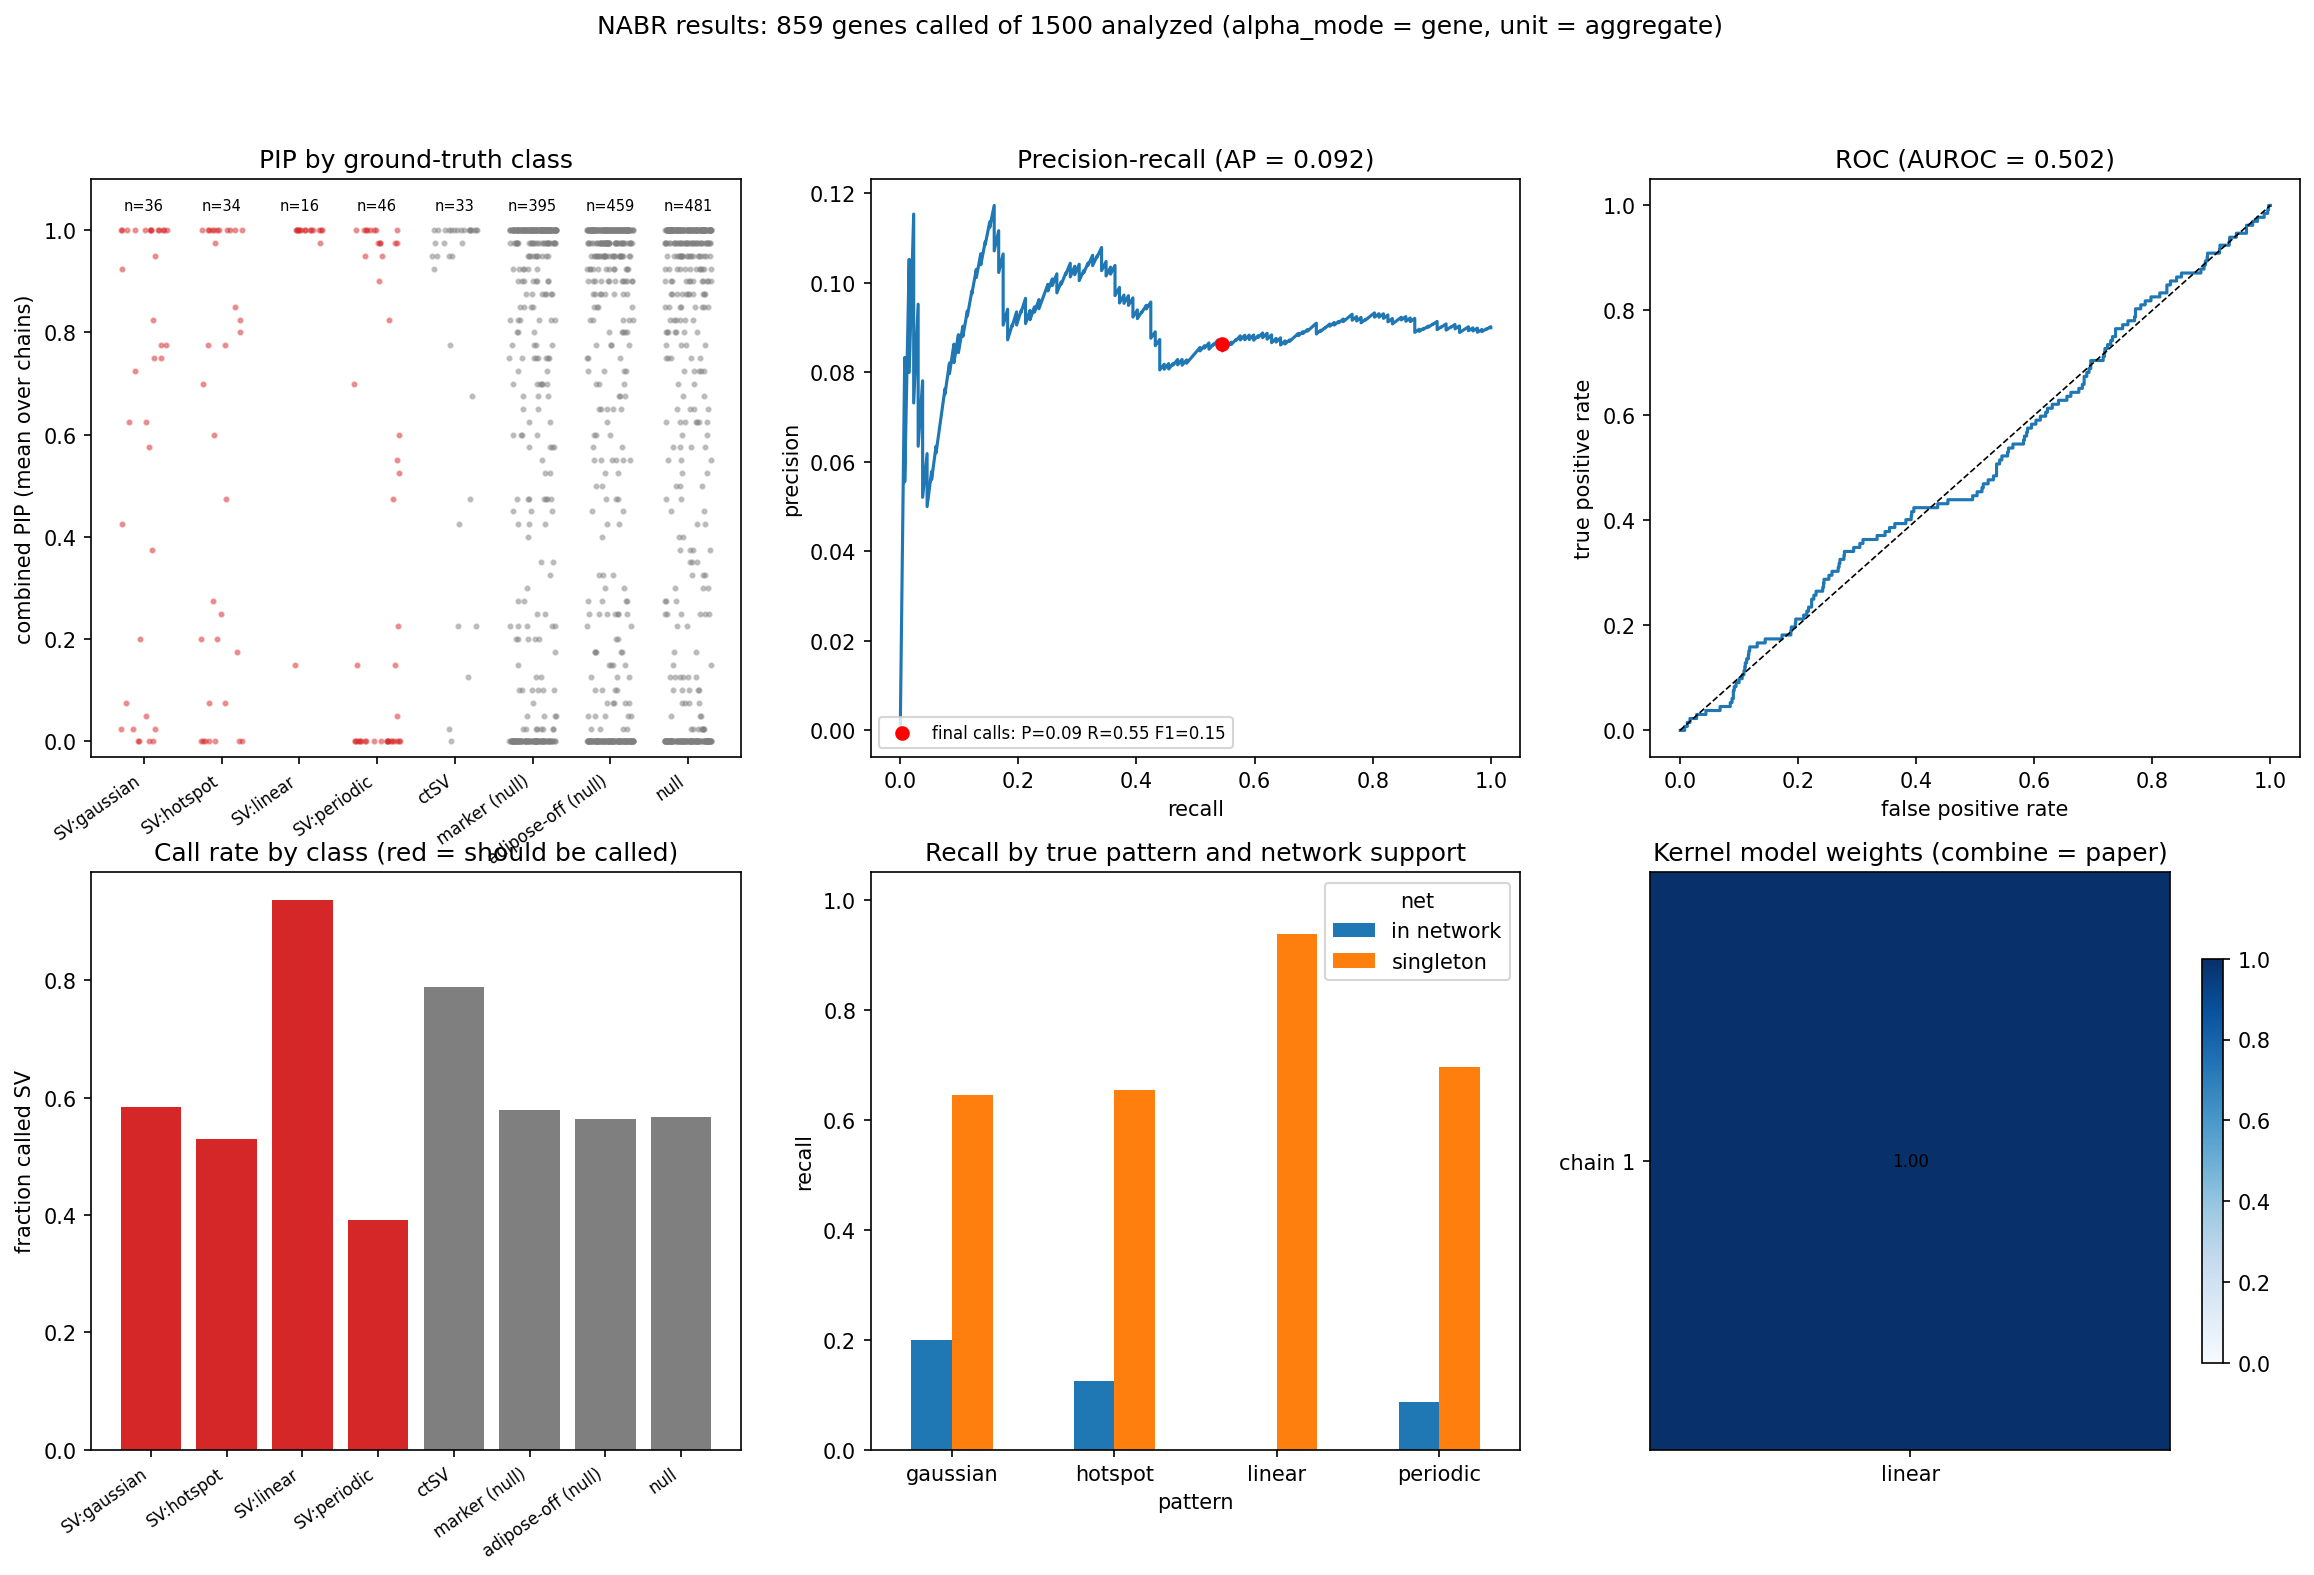 NABR results: 859 genes called of 1500 analyzed (alpha_mode = gene, unit = aggregate)
PIP by ground-truth class
n=36 n=34 n=16 n=46 n=33 n=395 n=459 n=481
combined PIP (mean over chains)
1.0
0.8
0.6
0.4
0.2
0.0
SV:gaussian
SV:hotspot
SV:linear
SV:periodic
ctSV
marker (null)
adipose-off (null)
null
Precision-recall (AP = 0.092)
precision
0.12
0.10
0.08
0.06
0.04
0.02
0.00
final calls: P=0.09 R=0.55 F1=0.15
0.0 0.2 0.4 0.6 0.8 1.0
recall
ROC (AUROC = 0.502)
true positive rate
1.0
0.8
0.6
0.4
0.2
0.0
0.0 0.2 0.4 0.6 0.8 1.0
false positive rate
Call rate by class (red = should be called)
fraction called SV
0.8
0.6
0.4
0.2
0.0
SV:gaussian
SV:hotspot
SV:linear
SV:periodic
ctSV
marker (null)
adipose-off (null)
null
Recall by true pattern and network support
recall
1.0
0.8
0.6
0.4
0.2
0.0
net
in network
singleton
gaussian hotspot linear periodic
pattern
Kernel model weights (combine = paper)
chain 1
1.00
linear
1.0
0.8
0.6
0.4
0.2
0.0